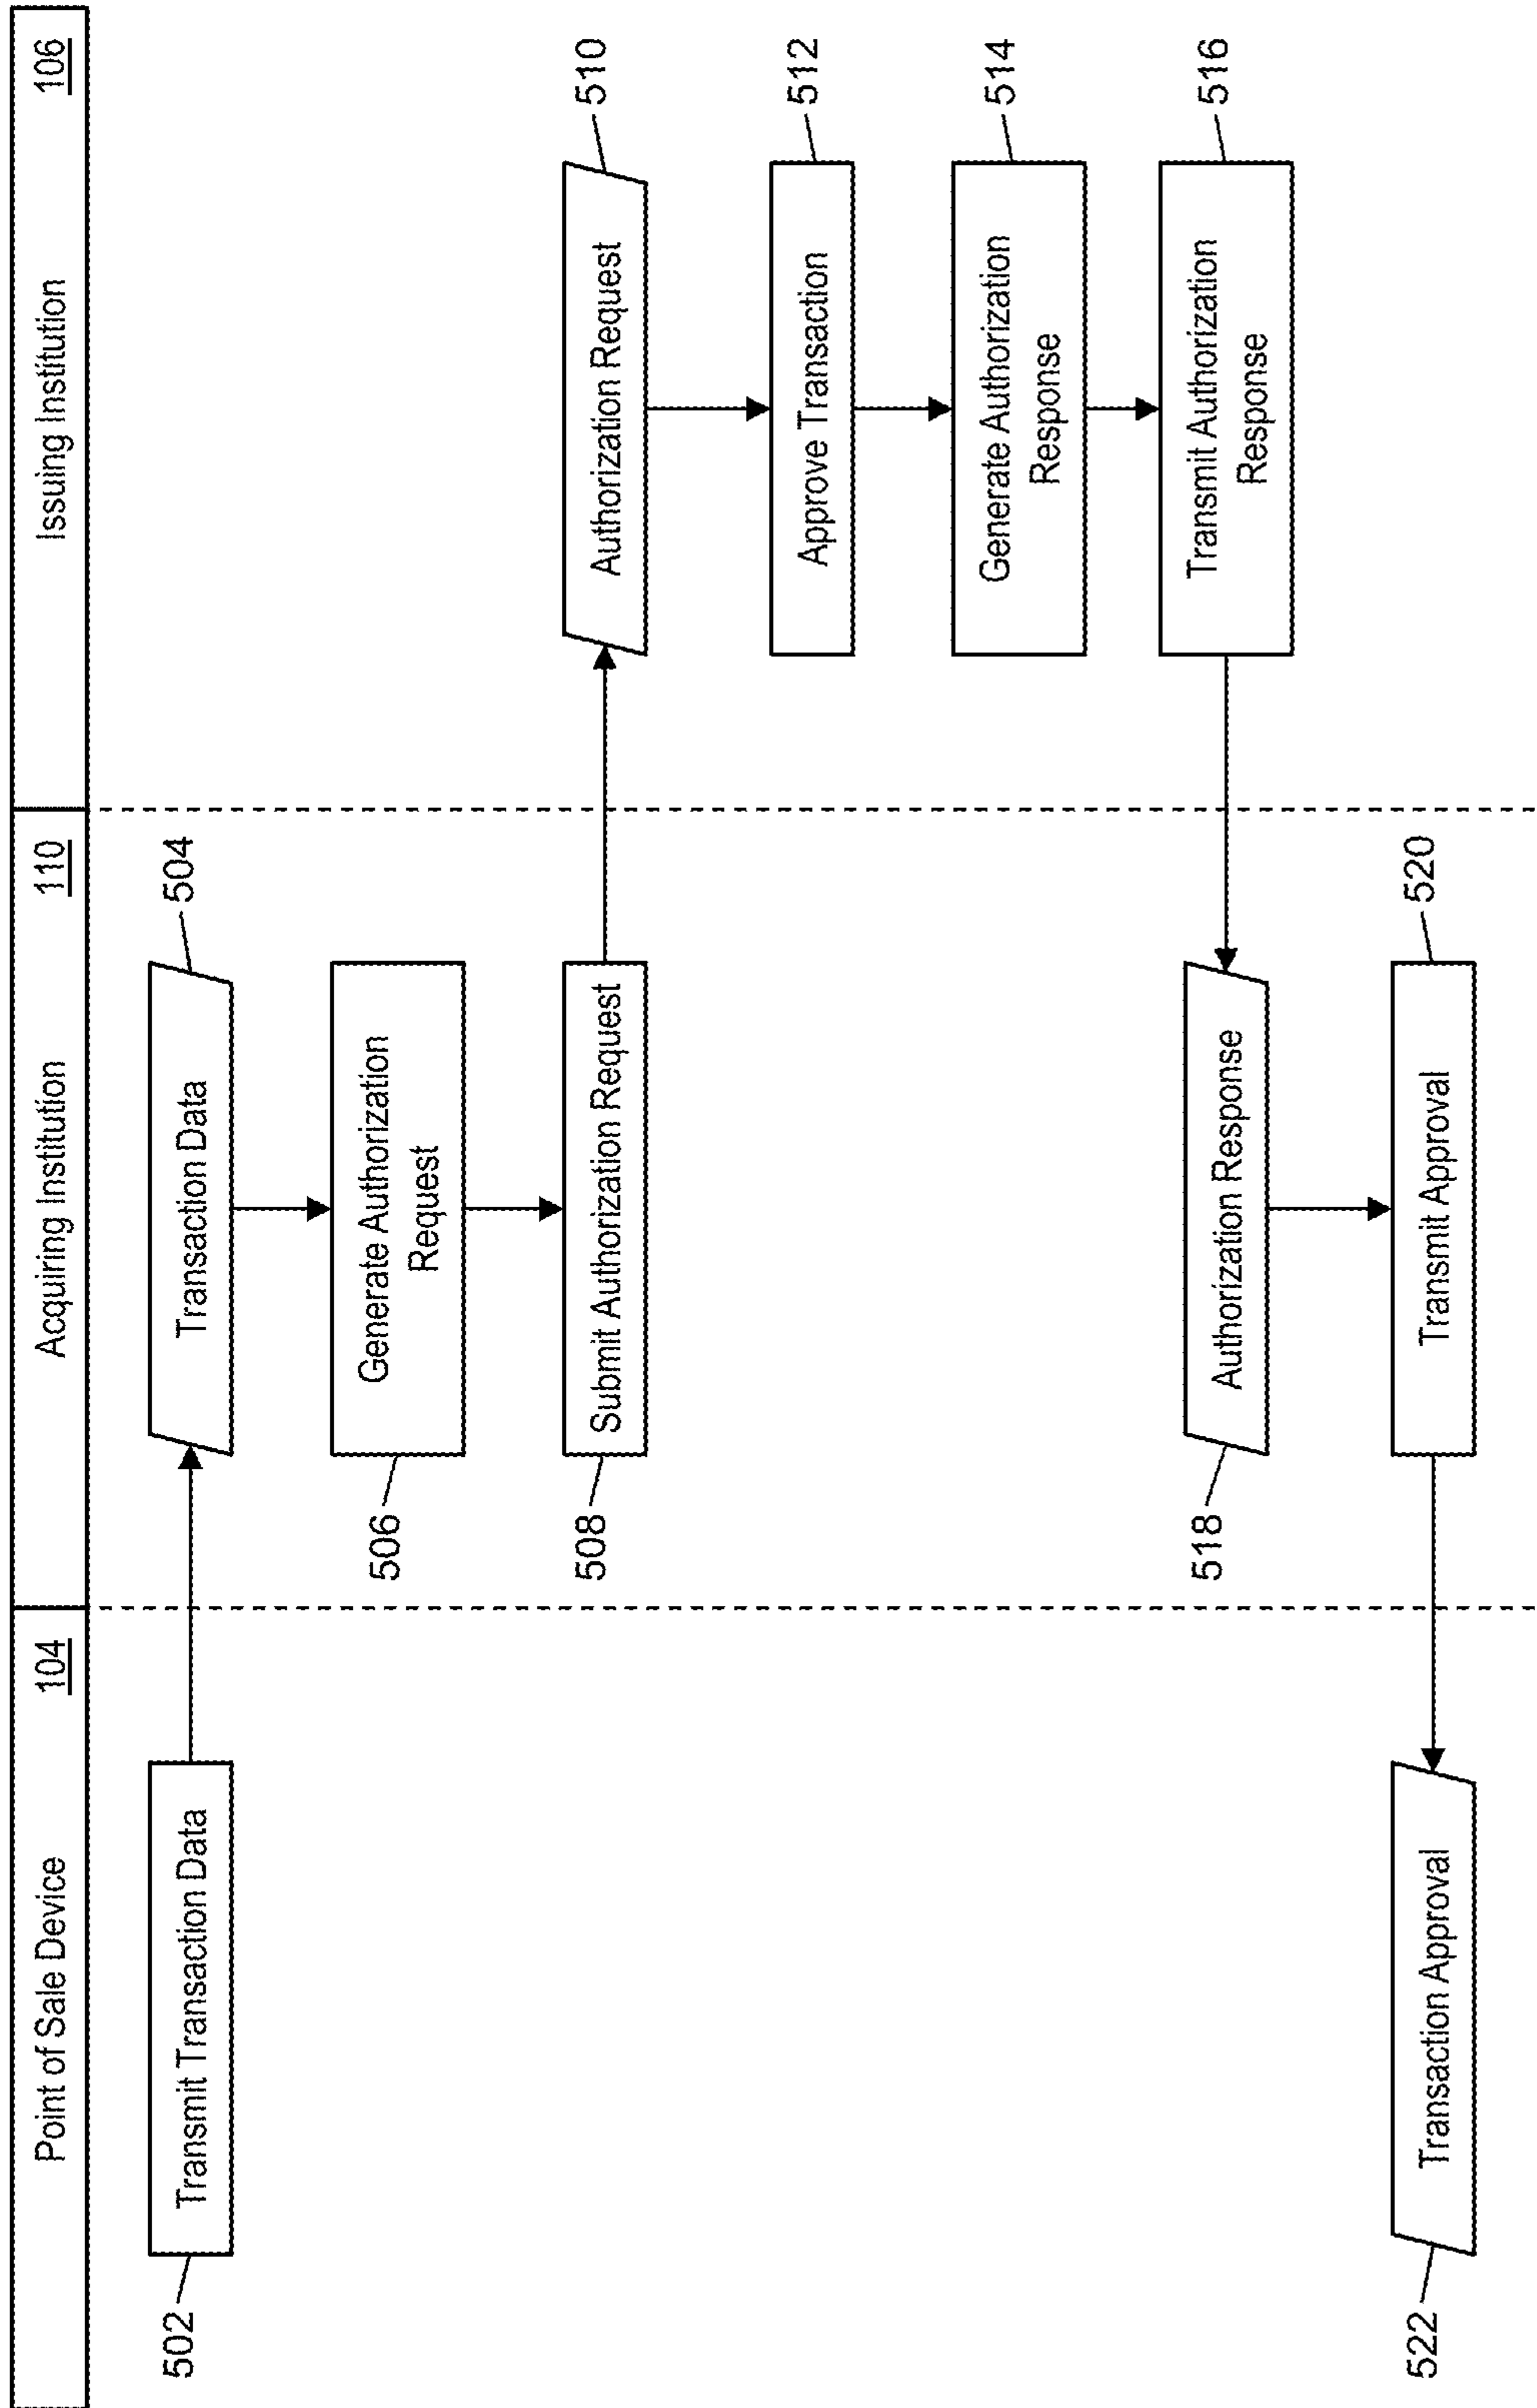 Point of Sale Device
104
Acquiring Institution
110
Issuing Institution
106
502
Transmit Transaction Data
Transaction Data
504
506
Generate Authorization
Request
508
Submit Authorization Request
Authorization Request
510
Approve Transaction
512
Generate Authorization
Response
514
Transmit Authorization
Response
516
518
Authorization Response
Transmit Approval
520
522
Transaction Approval